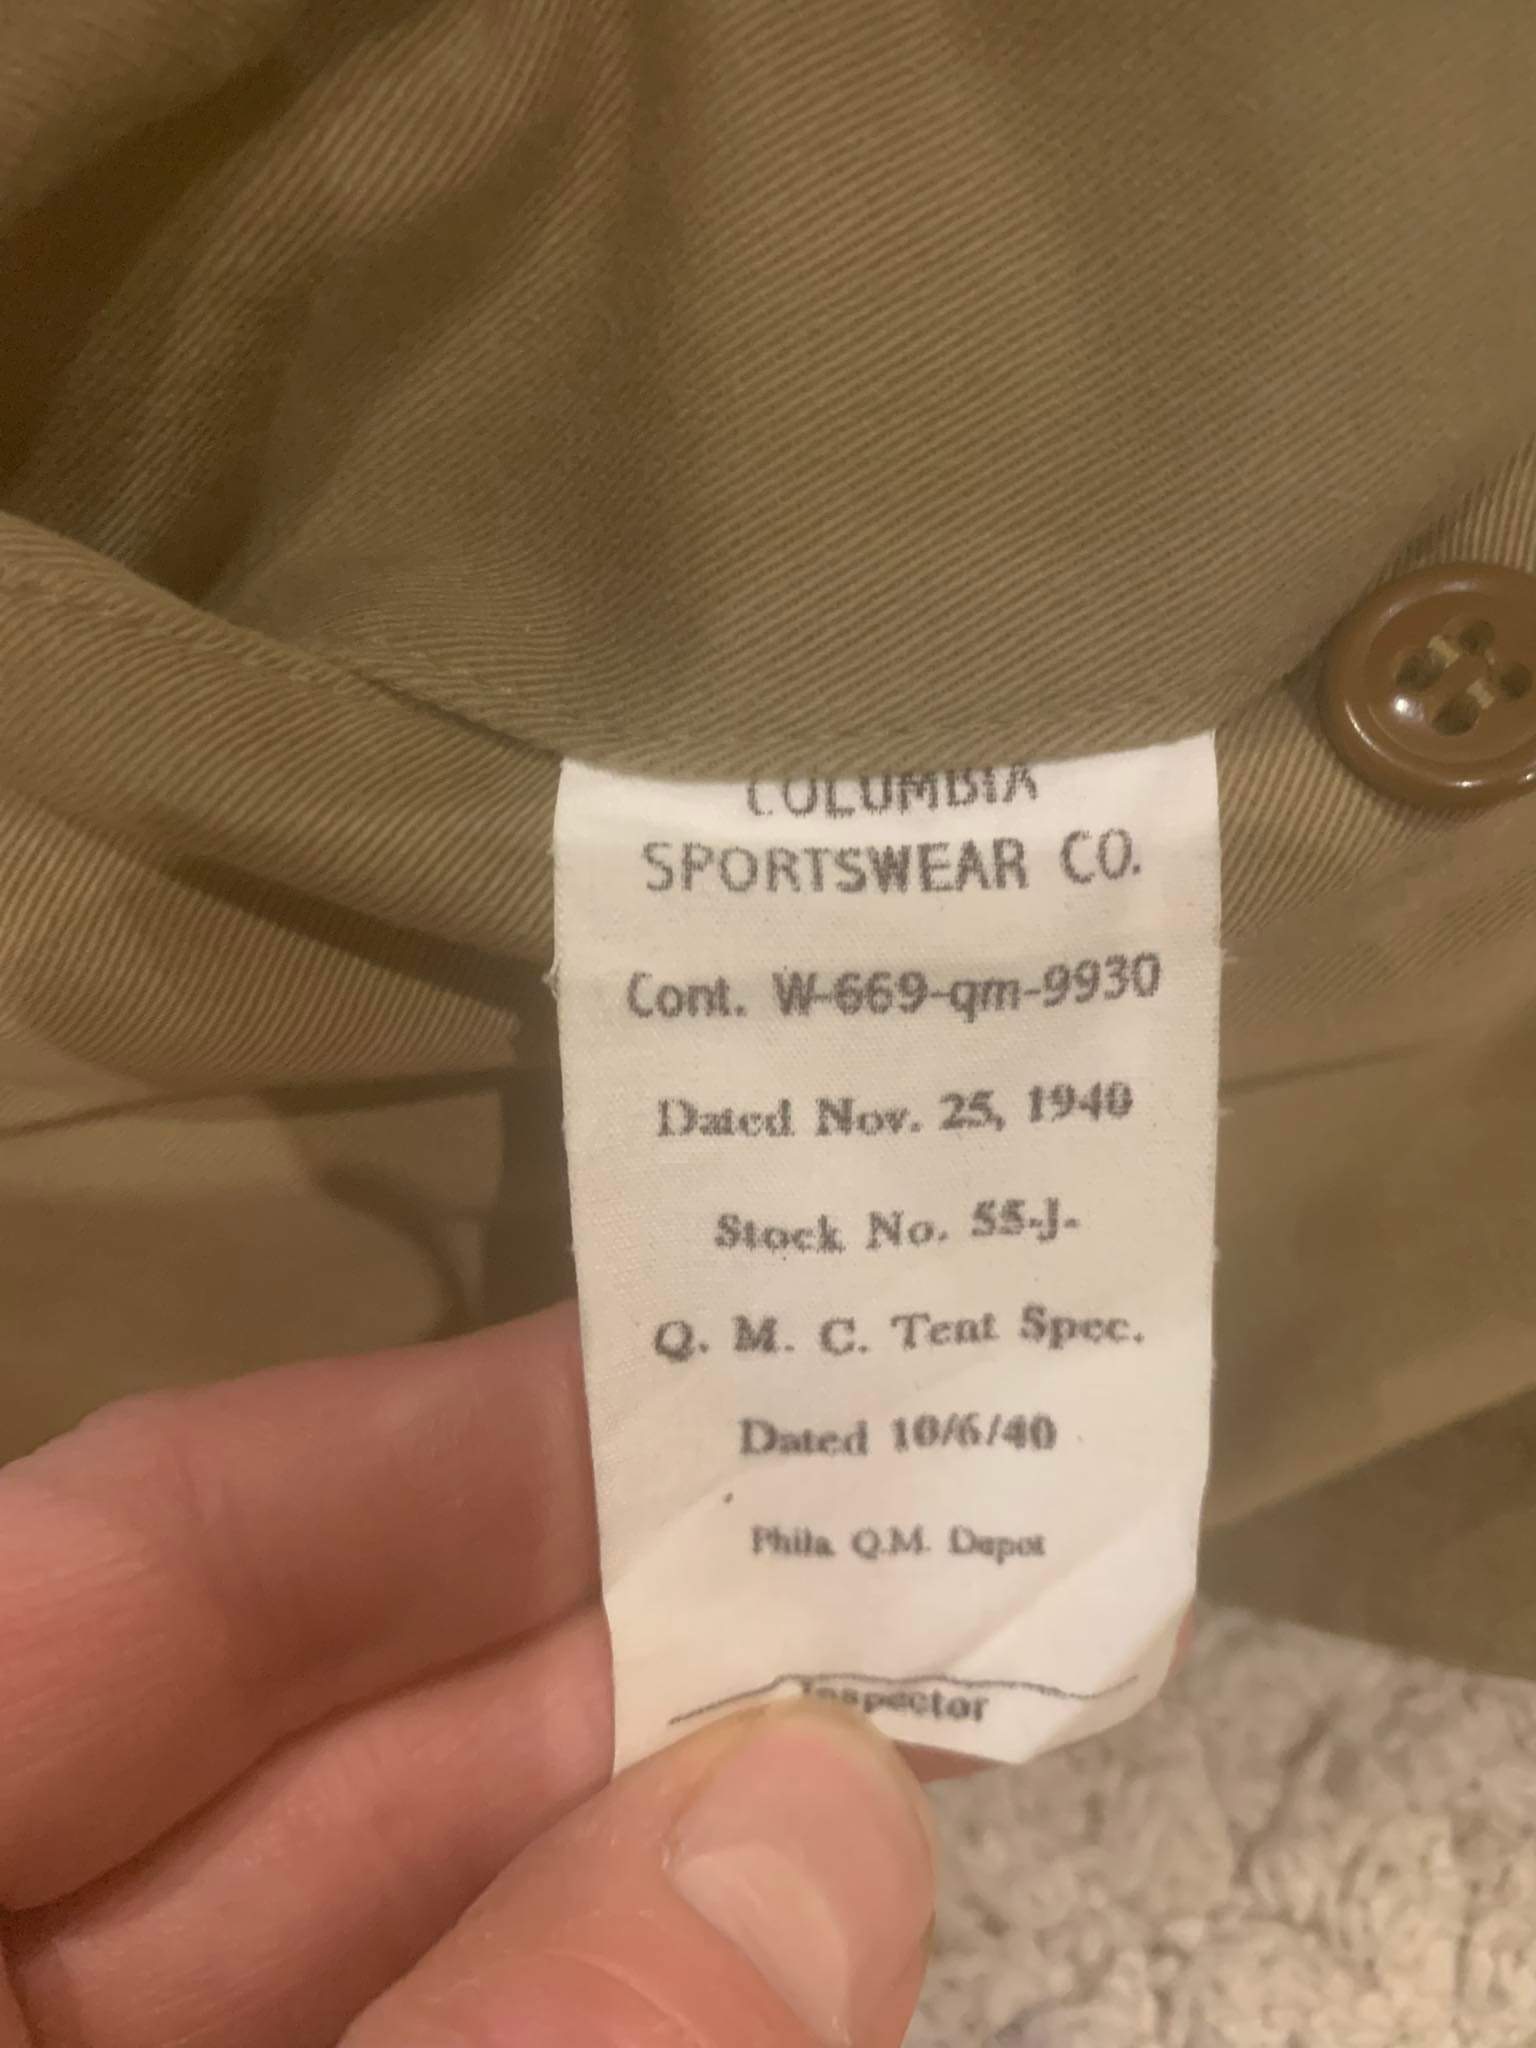 COLUMBIA
SPORTSWEAR CO.
Cont. W-669-qm-9930
Dated Nov. 25, 1940
Stock No. 55-J-
Q. M. C. Tent Spec.
Dated 10/6/40
Phila. Q.M. Depot
Inspector